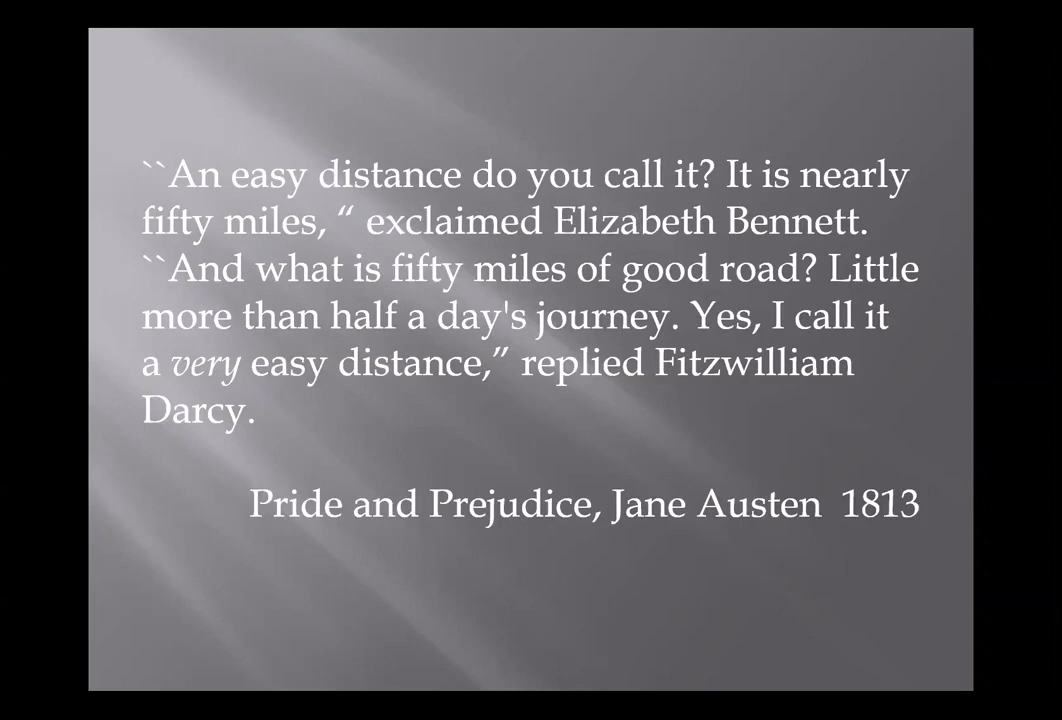 ``An easy distance do you call it? It is nearly
fifty miles, “ exclaimed Elizabeth Bennett.
``And what is fifty miles of good road? Little
more than half a day's journey. Yes, I call it
a very easy distance,” replied Fitzwilliam
Darcy.
Pride and Prejudice, Jane Austen 1813